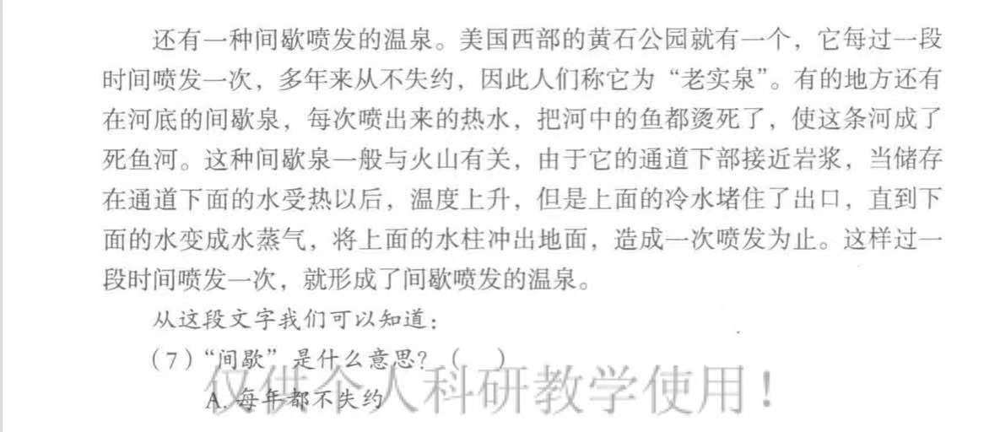 还有一种间歇喷发的温泉。美国西部的黄石公园就有一个，它每过一段
时间喷发一次，多年来从不失约，因此人们称它为“老实泉”。有的地方还有
在河底的间歇泉，每次喷出来的热水，把河中的鱼都烫死了，使这条河成了
死鱼河。这种间歇泉一般与火山有关，由于它的通道下部接近岩浆，当储存
在通道下面的水受热以后，温度上升，但是上面的冷水堵住了出口，直到下
面的水变成水蒸气，将上面的水柱冲出地面，造成一次喷发为止。这样过一
段时间喷发一次，就形成了间歇喷发的温泉。
从这段文字我们可以知道：
（7）“间歇”是什么意思？（　）
仅供个人科研教学使用！
A. 每年都不失约